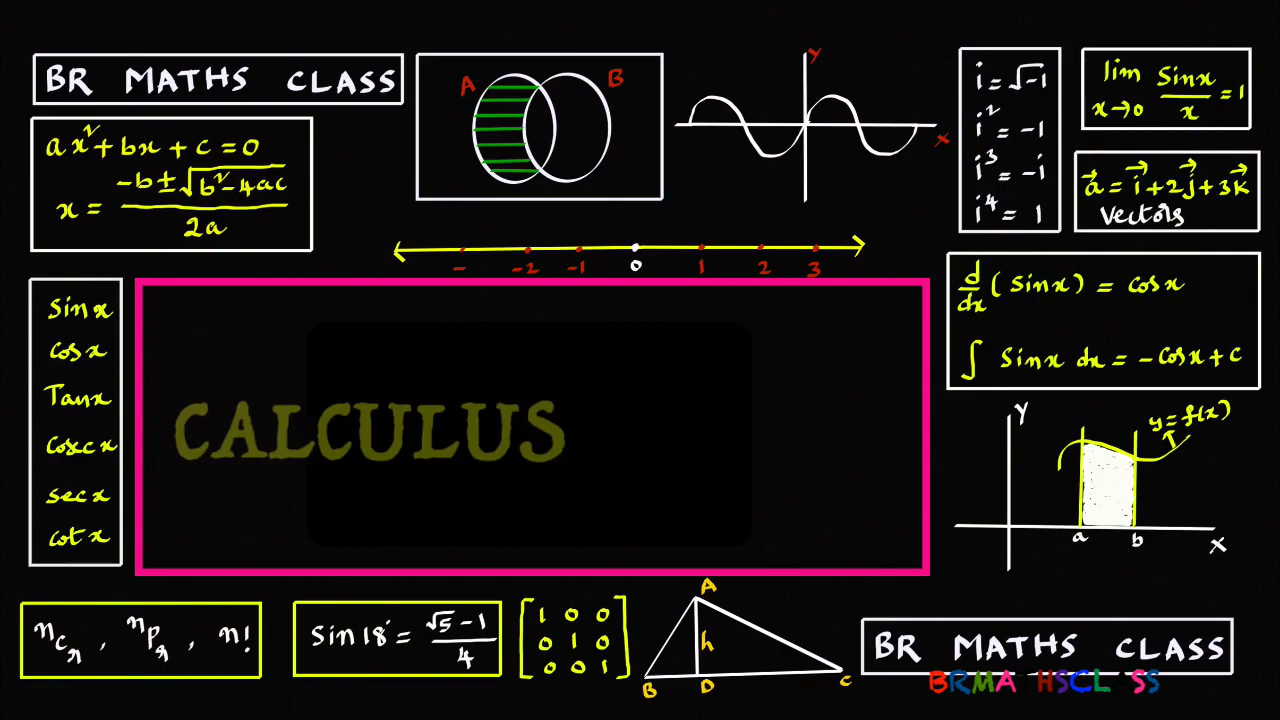 BR MATHS CLASS
ax²+bx+c=0
x = (-b±√(b²-4ac))/2a
A B
Y
X
i=√-1
i²=-1
i³=-i
i⁴=1
lim x→0 Sinx/x =1
a⃗=i⃗+2j⃗+3k⃗
Vectors
- -2 -1 0 1 2 3
Sinx
Cosx
Tanx
Cosecx
secx
cotx
CALCULUS
d/dx (Sinx) = Cosx
∫ Sinx dx = -Cosx+c
Y
y=f(x)
a b
X
nCr , nPr , n!
Sin18°= (√5-1)/4
1 0 0
0 1 0
0 0 1
A
h
B D C
BR MATHS CLASS
BRMATHSCL SS